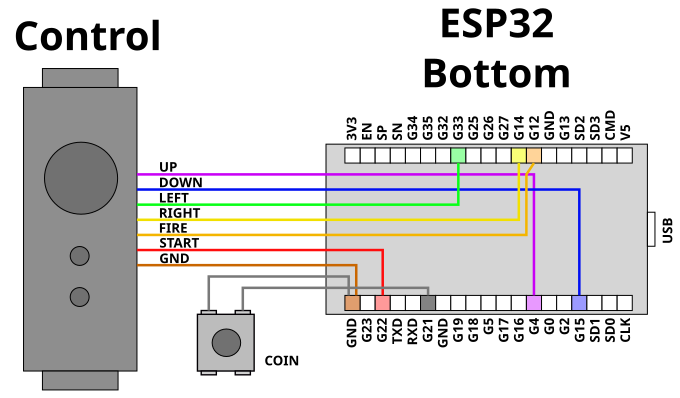 Control
ESP32
Bottom
3V3
EN
SP
SN
G34
G35
G32
G33
G25
G26
G27
G14
G12
GND
G13
SD2
SD3
CMD
V5
UP
DOWN
LEFT
RIGHT
FIRE
START
GND
USB
GND
G23
G22
TXD
RXD
G21
GND
G19
G18
G5
G17
G16
G4
G0
G2
G15
SD1
SD0
CLK
COIN